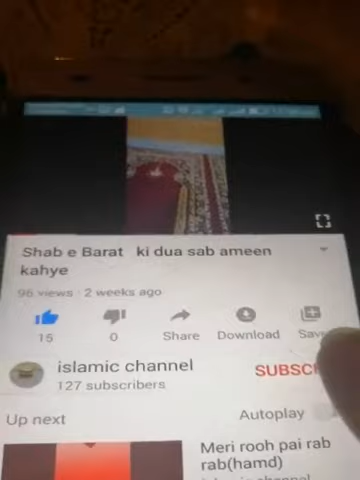 Shab e Barat ki dua sab ameen
kahye
96 views · 2 weeks ago
15
0
Share
Download
Save
islamic channel
127 subscribers
SUBSC
Up next
Autoplay
Meri rooh pai rab
rab(hamd)